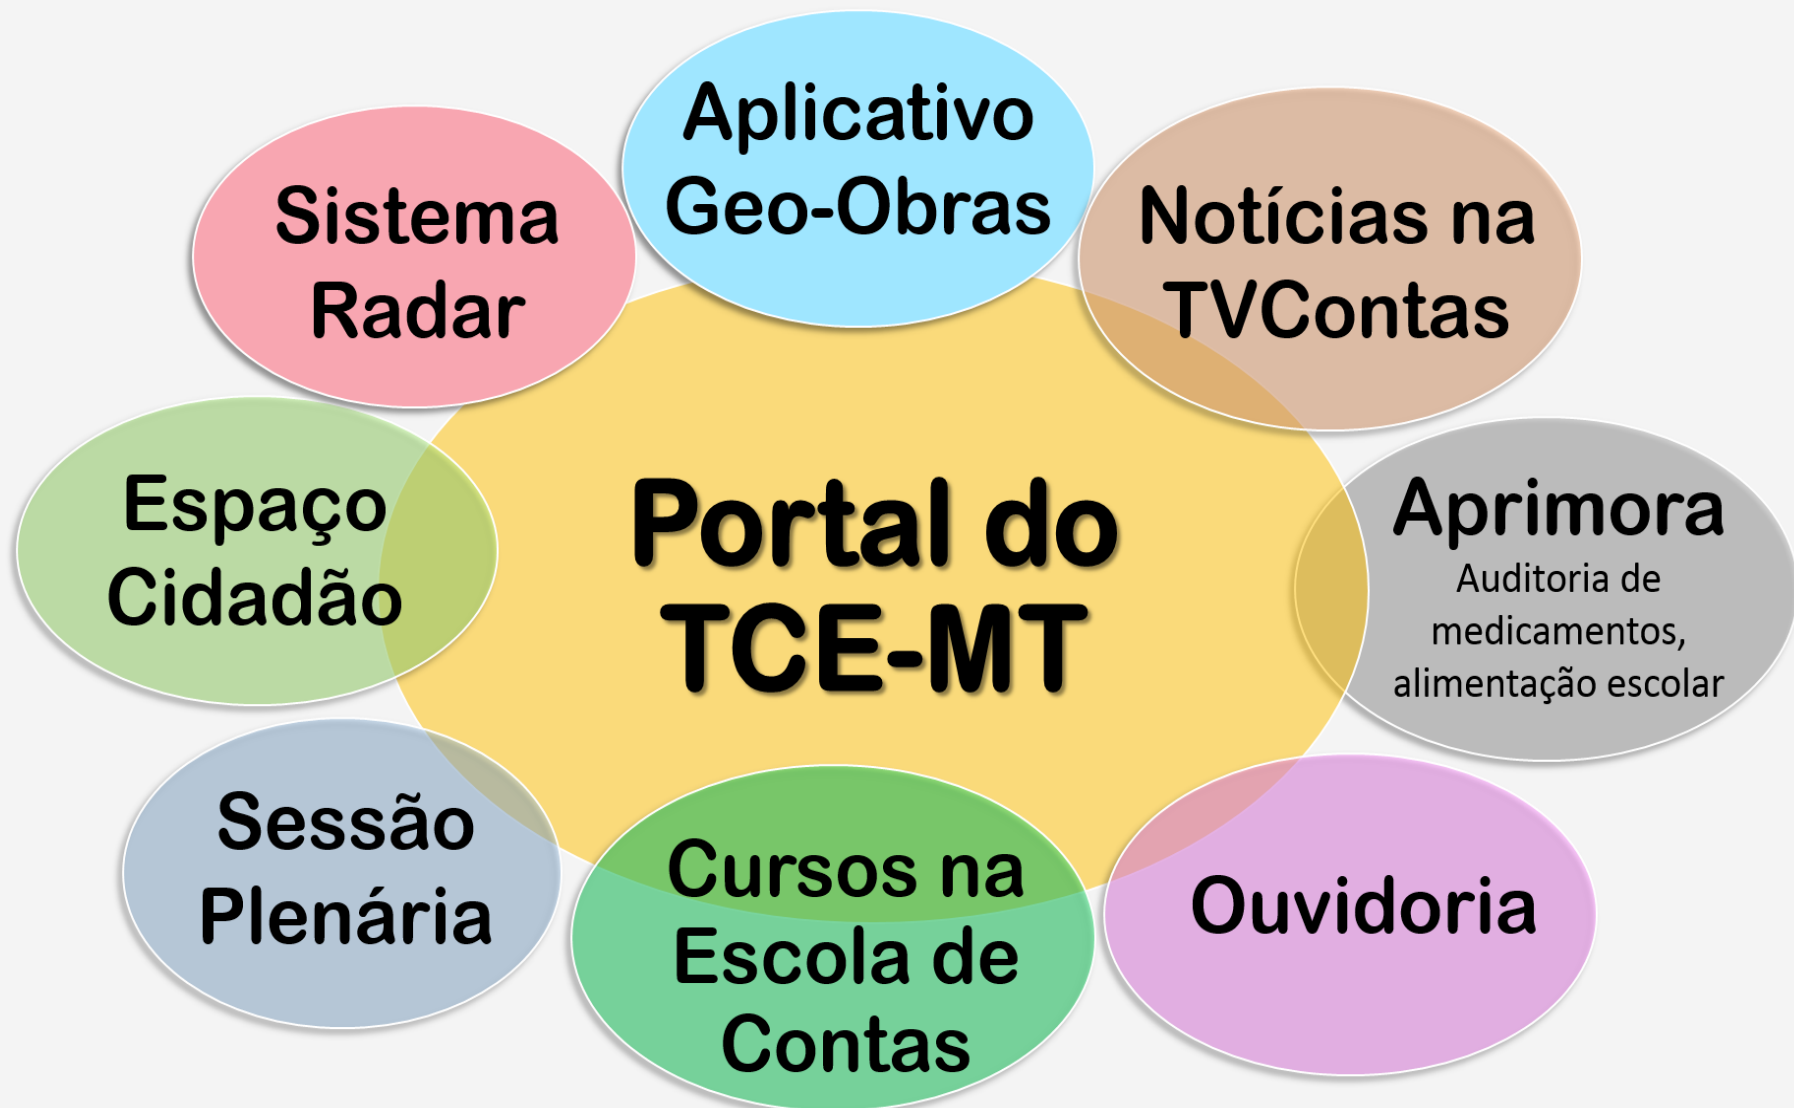 Aplicativo
Geo-Obras
Sistema
Radar
Notícias na
TVContas
Espaço
Cidadão
Portal do
TCE-MT
Aprimora
Auditoria de
medicamentos,
alimentação escolar
Sessão
Plenária
Cursos na
Escola de
Contas
Ouvidoria